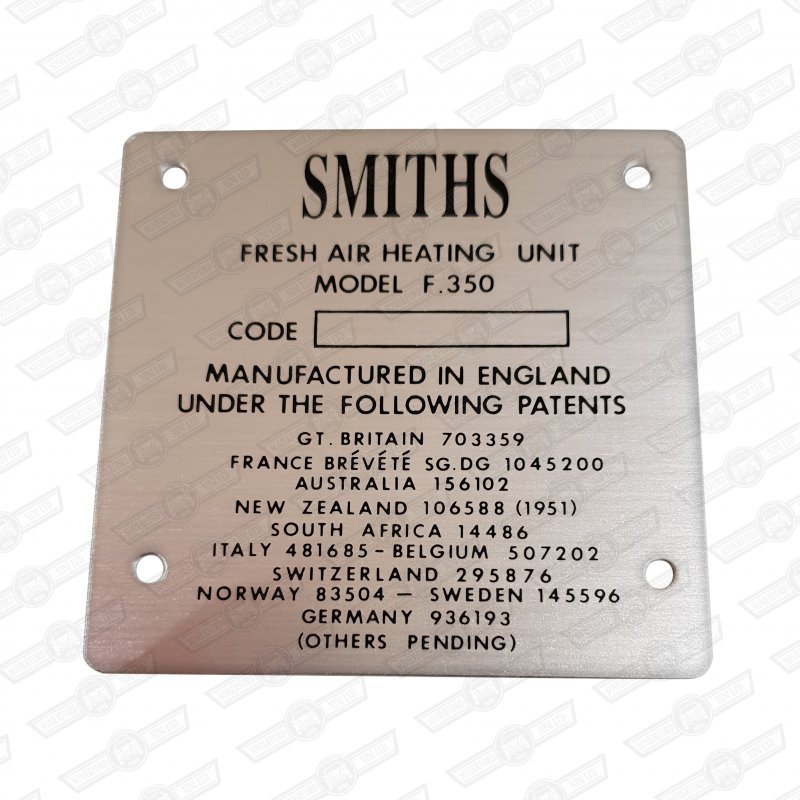 SMITHS
FRESH AIR HEATING UNIT
MODEL F.350
CODE
MANUFACTURED IN ENGLAND
UNDER THE FOLLOWING PATENTS
GT. BRITAIN 703359
FRANCE BRÉVÉTÉ SG.DG 1045200
AUSTRALIA 156102
NEW ZEALAND 106588 (1951)
SOUTH AFRICA 14486
ITALY 481685 - BELGIUM 507202
SWITZERLAND 295876
NORWAY 83504 — SWEDEN 145596
GERMANY 936193
(OTHERS PENDING)